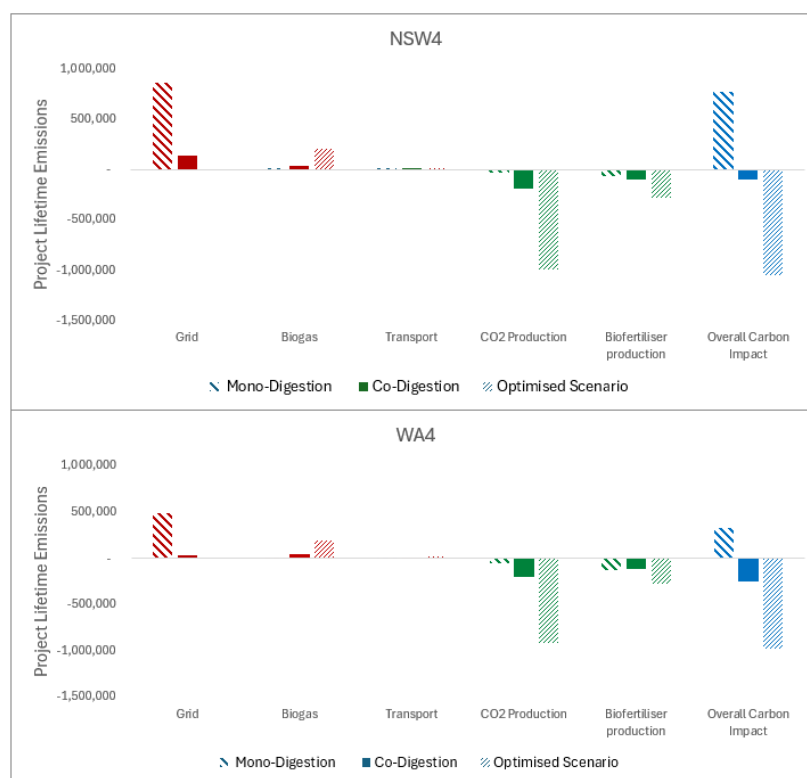 NSW4
Project Lifetime Emissions
1,000,000
500,000
-
-500,000
-1,000,000
-1,500,000
Grid
Biogas
Transport
CO2 Production
Biofertiliser
production
Overall Carbon
Impact
Mono-Digestion
Co-Digestion
Optimised Scenario
WA4
Project Lifetime Emissions
1,000,000
500,000
-
-500,000
-1,000,000
-1,500,000
Grid
Biogas
Transport
CO2 Production
Biofertiliser
production
Overall Carbon
Impact
Mono-Digestion
Co-Digestion
Optimised Scenario